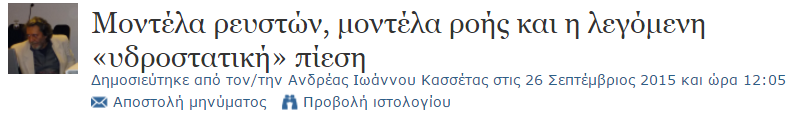 Μοντέλα ρευστών, μοντέλα ροής και η λεγόμενη
«υδροστατική» πίεση
Δημοσιεύτηκε από τον/την Ανδρέας Ιωάννου Κασσέτας στις 26 Σεπτέμβριος 2015 και ώρα 12:05
Αποστολή μηνύματος Προβολή ιστολογίου